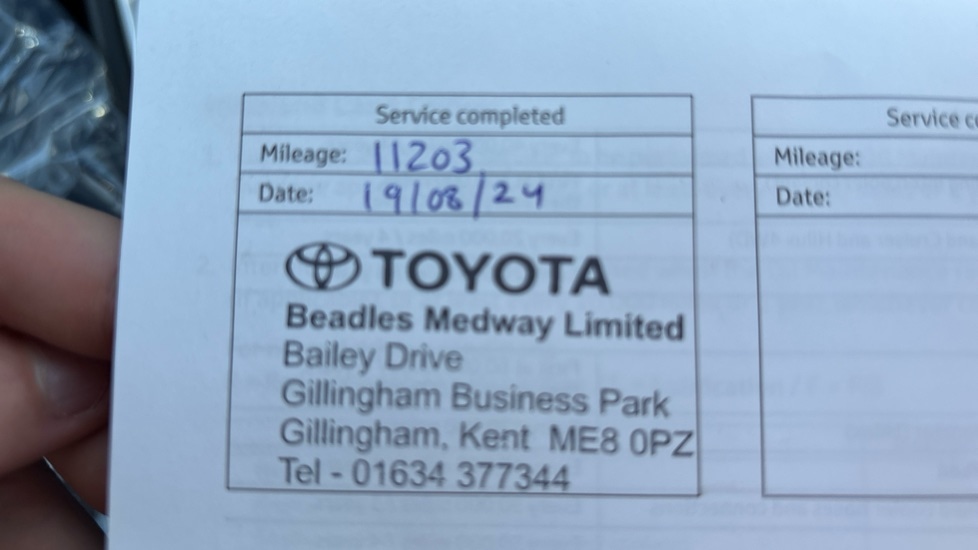 Service completed
Mileage: 11203
Date: 19/08/24
TOYOTA
Beadles Medway Limited
Bailey Drive
Gillingham Business Park
Gillingham, Kent ME8 0PZ
Tel - 01634 377344
Service
Mileage:
Date: